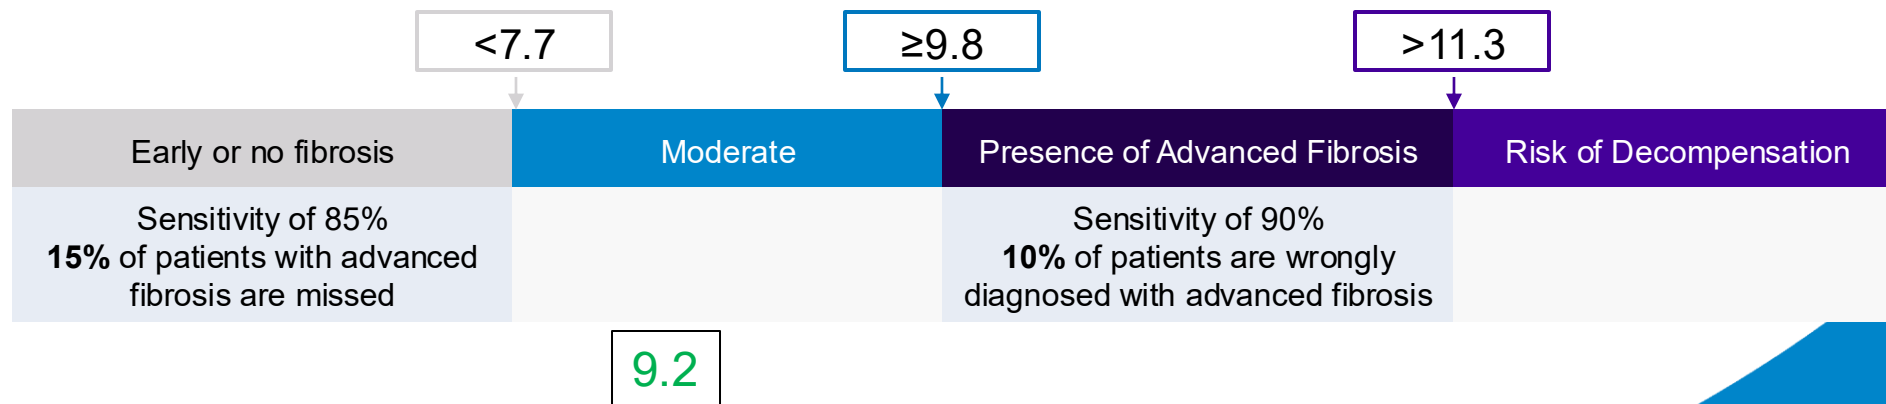 <7.7
≥9.8
>11.3
Early or no fibrosis
Moderate
Presence of Advanced Fibrosis
Risk of Decompensation
Sensitivity of 85%
15% of patients with advanced
fibrosis are missed
Sensitivity of 90%
10% of patients are wrongly
diagnosed with advanced fibrosis
9.2